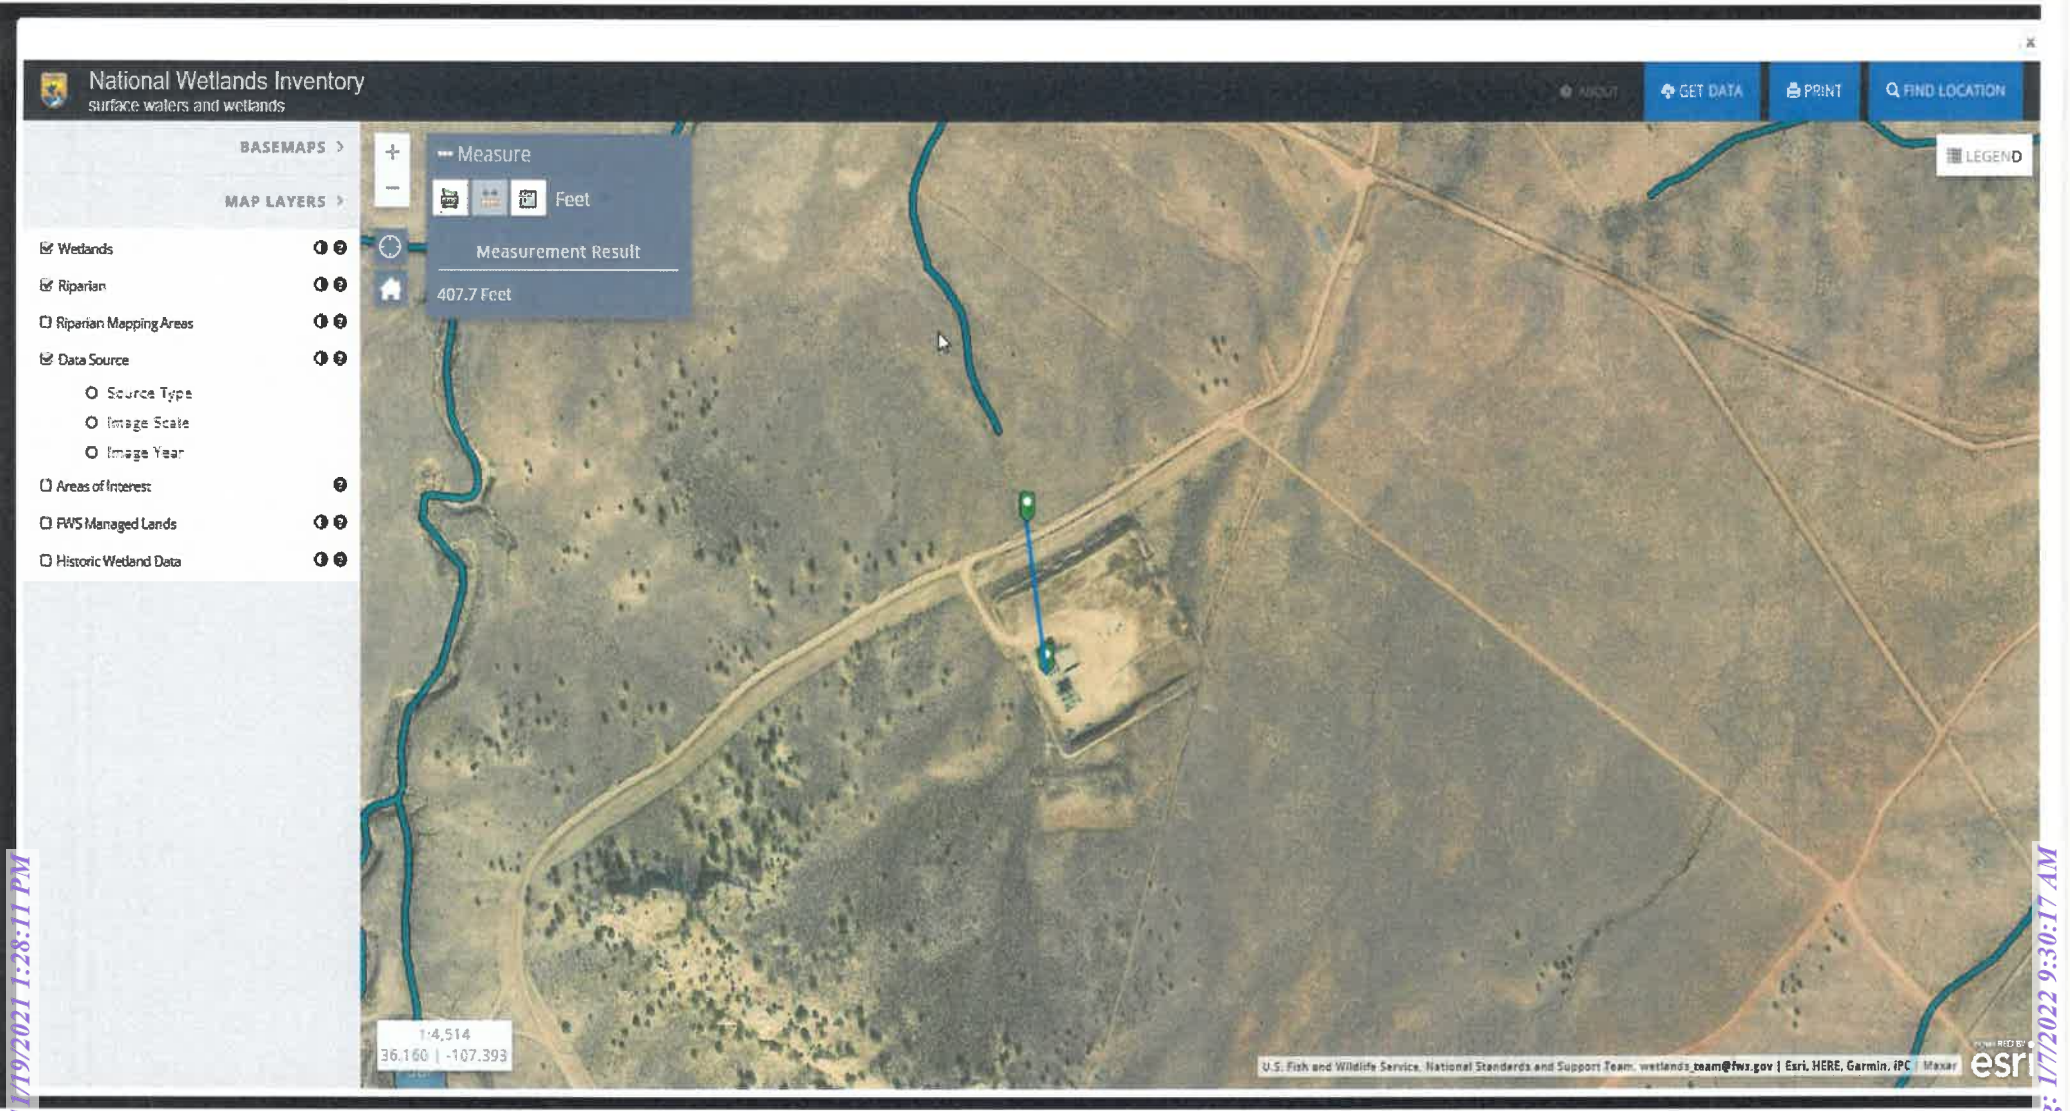 National Wetlands Inventory
surface waters and wetlands
ABOUT
GET DATA
PRINT
FIND LOCATION
BASEMAPS >
MAP LAYERS >
Wetlands
Riparian
Riparian Mapping Areas
Data Source
Source Type
Image Scale
Image Year
Areas of Interest
FWS Managed Lands
Historic Wetland Data
Measure
Feet
Measurement Result
407.7 Feet
LEGEND
1:4,514
36.160 | -107.393
U.S. Fish and Wildlife Service, National Standards and Support Team, wetlands_team@fws.gov | Esri, HERE, Garmin, iPC | Maxar
POWERED BY
esri
1/19/2021 1:28:11 PM
1/7/2022 9:30:17 AM